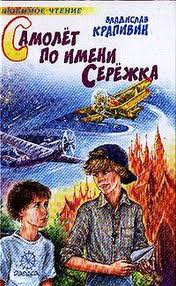 ЛЮБИМОЕ ЧТЕНИЕ
ВЛАДИСЛАВ
КРАПИВИН
САМОЛЁТ
ПО ИМЕНИ
СЕРЁЖКА